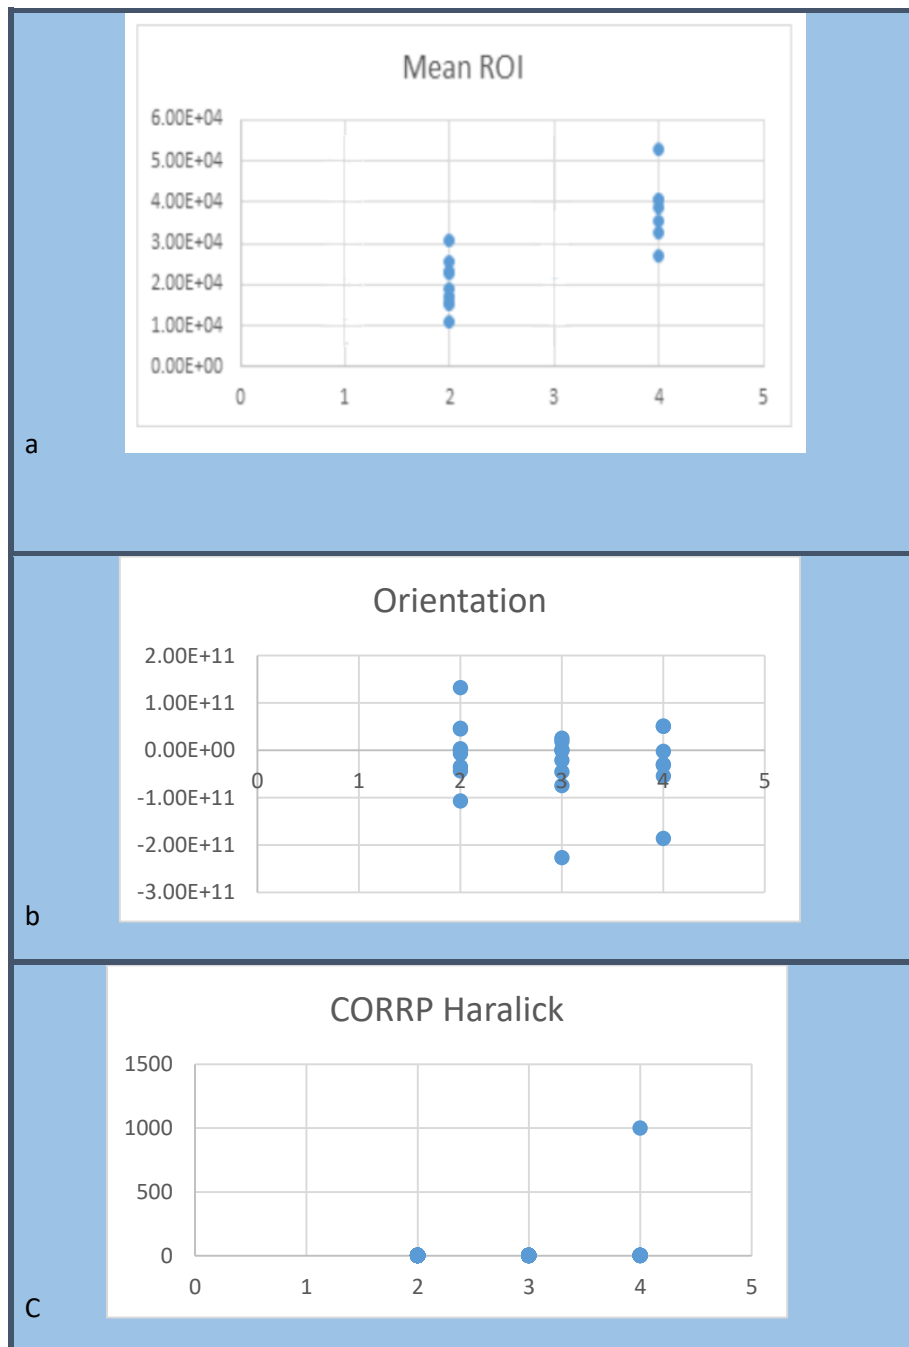 Mean ROI
6.00E+04
5.00E+04
4.00E+04
3.00E+04
2.00E+04
1.00E+04
0.00E+00
0 1 2 3 4 5
a
Orientation
2.00E+11
1.00E+11
0.00E+00
0 1 2 3 4 5
-1.00E+11
-2.00E+11
-3.00E+11
b
CORRP Haralick
1500
1000
500
0
0 1 2 3 4 5
C